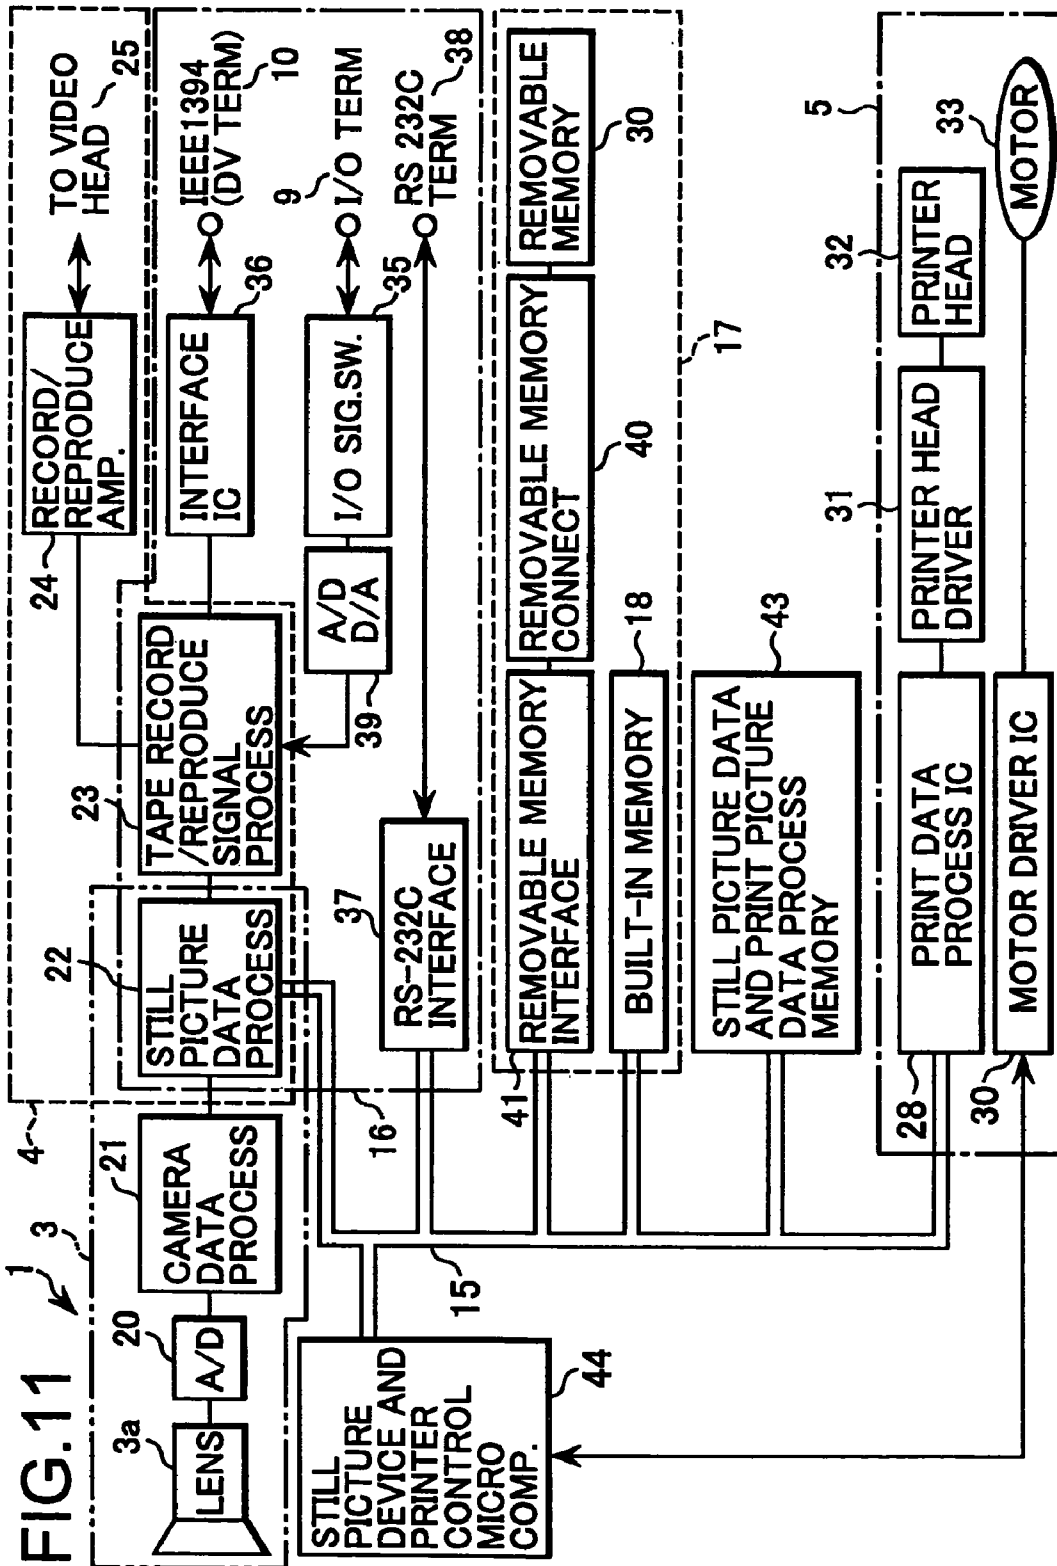 FIG.11
1
3
4
3a
LENS
20
A/D
21
CAMERA
DATA
PROCESS
22
STILL
PICTURE
DATA
PROCESS
23
TAPE RECORD
/REPRODUCE
SIGNAL
PROCESS
24
RECORD/
REPRODUCE
AMP.
TO VIDEO
HEAD
25
INTERFACE
IC
36
IEEE1394
(DV TERM)
10
A/D
D/A
39
I/O SIG.SW.
35
9
I/O TERM
RS 232C
TERM
38
16
37
RS-232C
INTERFACE
41
REMOVABLE MEMORY
INTERFACE
REMOVABLE MEMORY
CONNECT
40
REMOVABLE
MEMORY
30
BUILT-IN MEMORY
18
17
STILL PICTURE DATA
AND PRINT PICTURE
DATA PROCESS
MEMORY
43
15
STILL
PICTURE
DEVICE AND
PRINTER
CONTROL
MICRO
COMP.
44
5
28
PRINT DATA
PROCESS IC
31
PRINTER HEAD
DRIVER
32
PRINTER
HEAD
30
MOTOR DRIVER IC
33
MOTOR